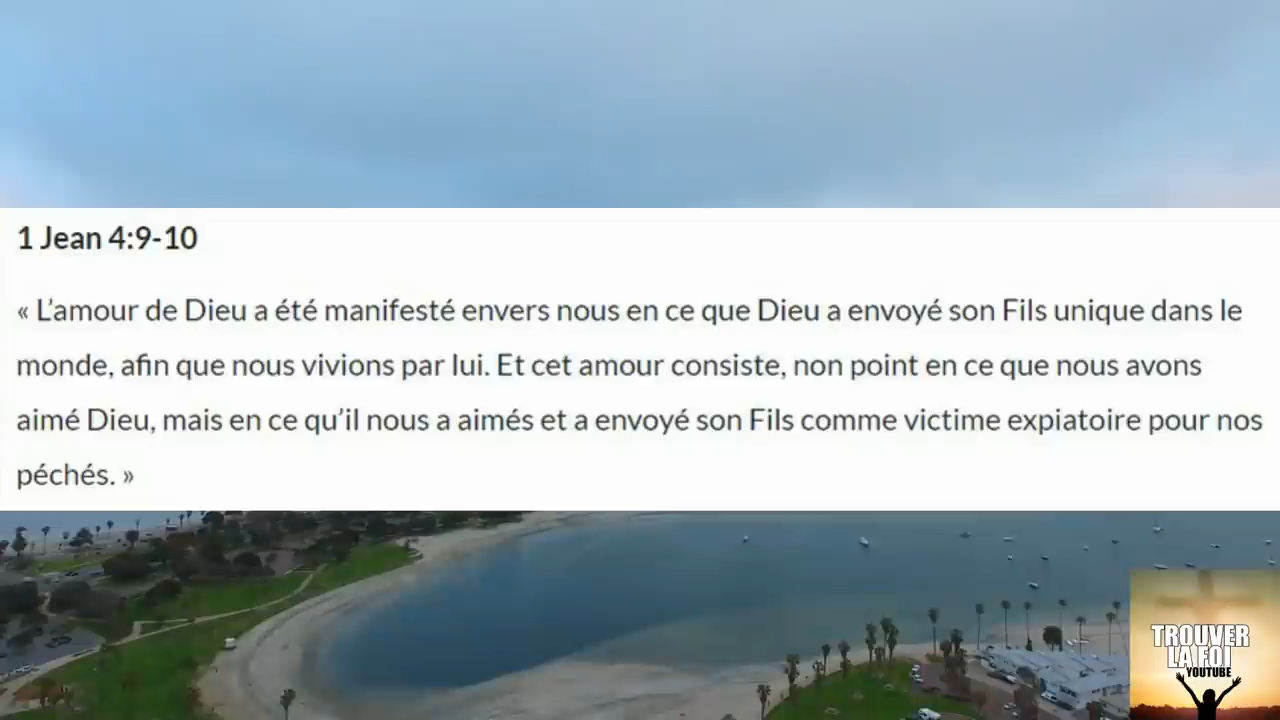 1 Jean 4:9-10
« L’amour de Dieu a été manifesté envers nous en ce que Dieu a envoyé son Fils unique dans le
monde, afin que nous vivions par lui. Et cet amour consiste, non point en ce que nous avons
aimé Dieu, mais en ce qu’il nous a aimés et a envoyé son Fils comme victime expiatoire pour nos
péchés. »
TROUVER
LA FOI
YOUTUBE